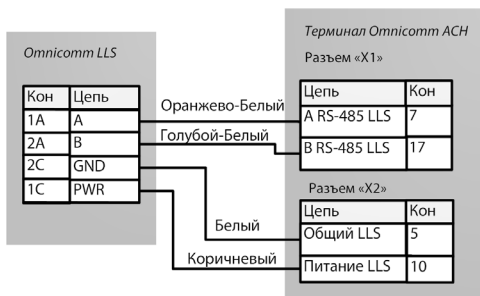 Omnicomm LLS
Кон Цепь
1A A
2A B
2C GND
1C PWR
Оранжево-Белый
Голубой-Белый
Белый
Коричневый
Терминал Omnicomm АСН
Разъем «X1»
Цепь Кон
A RS-485 LLS 7
B RS-485 LLS 17
Разъем «X2»
Цепь Кон
Общий LLS 5
Питание LLS 10